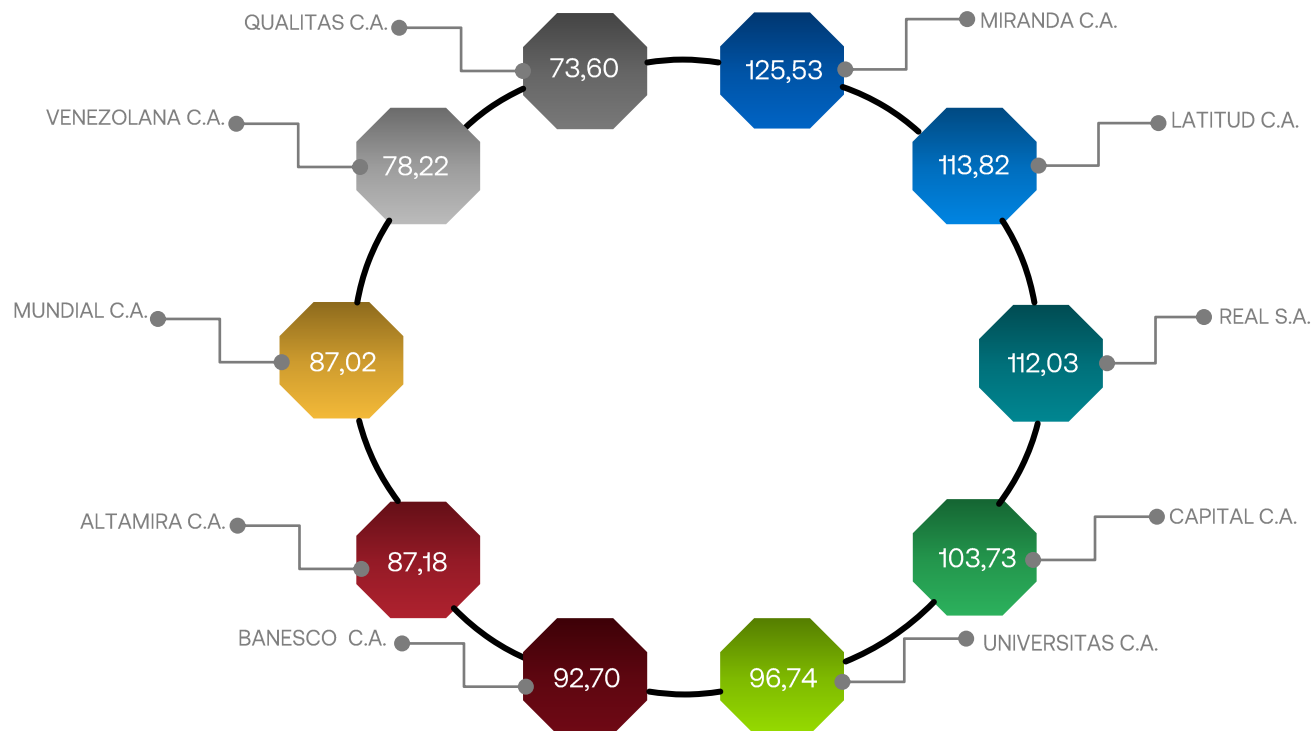 QUALITAS C.A.
73,60
125,53
MIRANDA C.A.
VENEZOLANA C.A.
78,22
113,82
LATITUD C.A.
MUNDIAL C.A.
87,02
112,03
REAL S.A.
ALTAMIRA C.A.
87,18
103,73
CAPITAL C.A.
BANESCO C.A.
92,70
96,74
UNIVERSITAS C.A.